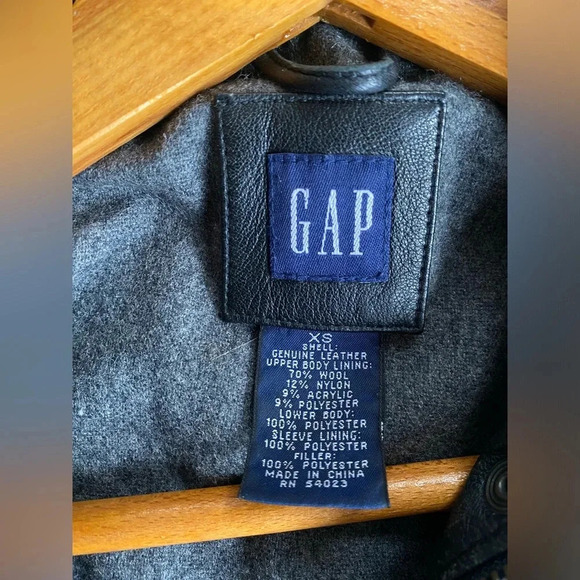 GAP
XS
SHELL:
GENUINE LEATHER
UPPER BODY LINING:
70% WOOL
12% NYLON
9% ACRYLIC
9% POLYESTER
LOWER BODY:
100% POLYESTER
SLEEVE LINING:
100% POLYESTER
FILLER:
100% POLYESTER
MADE IN CHINA
RN 54023